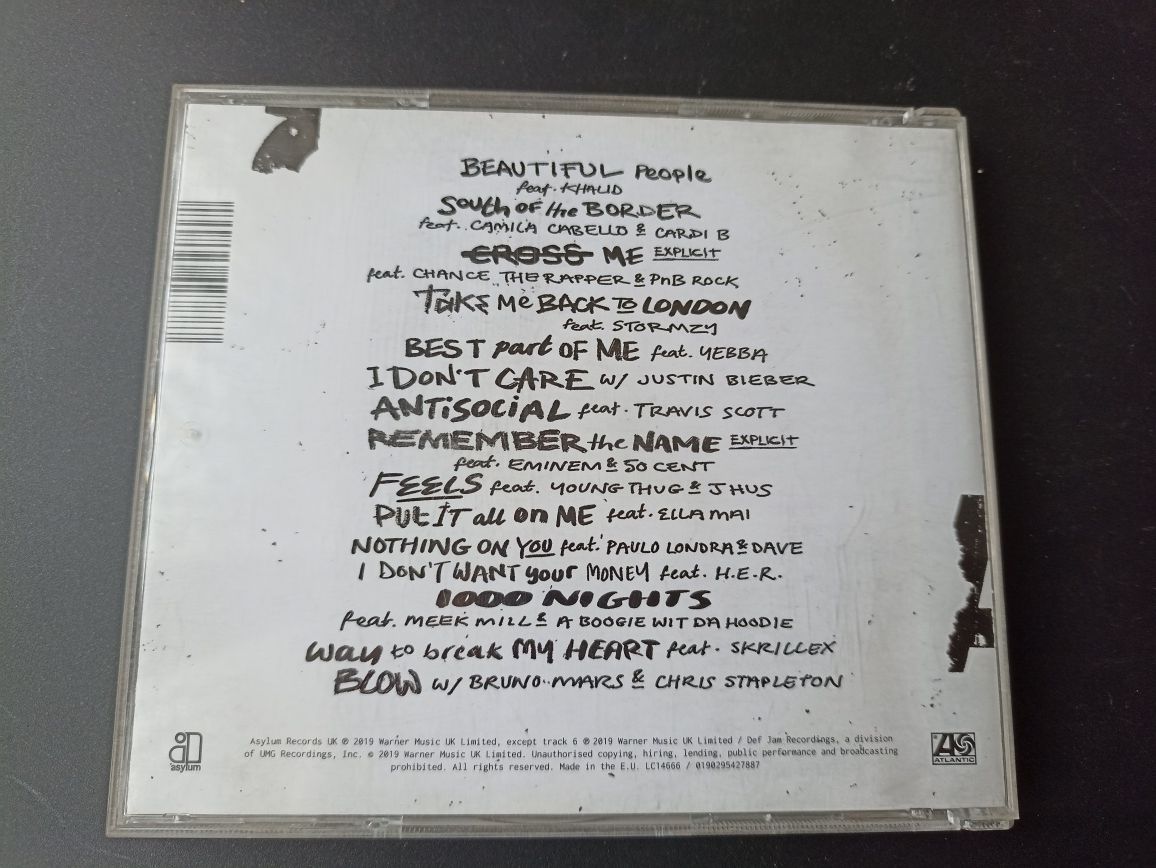 BEAUTIFUL People
feat. KHALID
South OF the BORDER
feat. CAMILA CABELLO & CARDI B
CROSS ME EXPLICIT
feat. CHANCE THE RAPPER & PnB ROCK
TAKE Me BACK TO LONDON
feat. STORMZY
BEST part OF ME feat. YEBBA
I DON'T CARE w/ JUSTIN BIEBER
ANTiSOCiAL feat. TRAVIS SCOTT
REMEMBER the NAME EXPLICIT
feat. EMINEM & 50 CENT
FEELS feat. YOUNG THUG & J HUS
PUt IT all on ME feat. ELLA MAI
NOTHING ON YOU feat. PAULO LONDRA & DAVE
I DON'T WANT your MONEY feat. H.E.R.
1000 NIGHTS
feat. MEEK MILL & A BOOGIE WIT DA HOODIE
way to break MY HEART feat. SKRILLEX
BLOW w/ BRUNO MARS & CHRIS STAPLETON
asylum
Asylum Records UK ℗ 2019 Warner Music UK Limited, except track 6 ℗ 2019 Warner Music UK Limited / Def Jam Recordings, a division
of UMG Recordings, Inc. © 2019 Warner Music UK Limited. Unauthorised copying, hiring, lending, public performance and broadcasting
prohibited. All rights reserved. Made in the E.U. LC14666 / 0190295427887
ATLANTIC